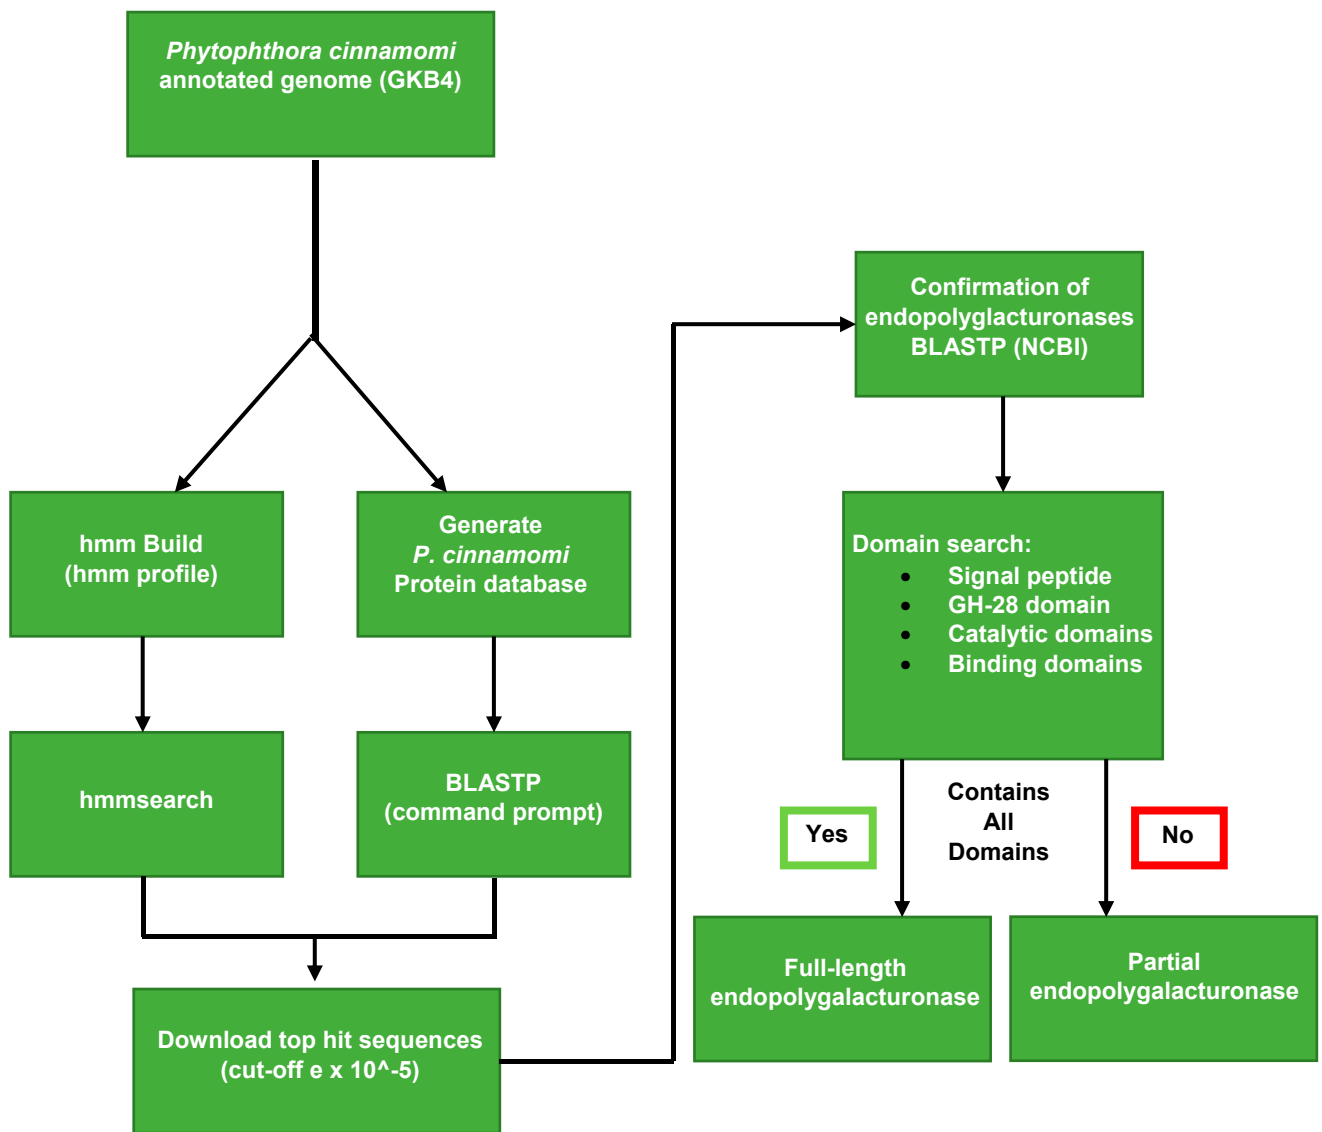 Phytophthora cinnamomi
annotated genome (GKB4)
hmm Build
(hmm profile)
Generate
P. cinnamomi
Protein database
hmmsearch
BLASTP
(command prompt)
Download top hit sequences
(cut-off e x 10^-5)
Confirmation of
endopolyglacturonases
BLASTP (NCBI)
Domain search:
• Signal peptide
• GH-28 domain
• Catalytic domains
• Binding domains
Contains
All
Domains
Yes
No
Full-length
endopolygalacturonase
Partial
endopolygalacturonase